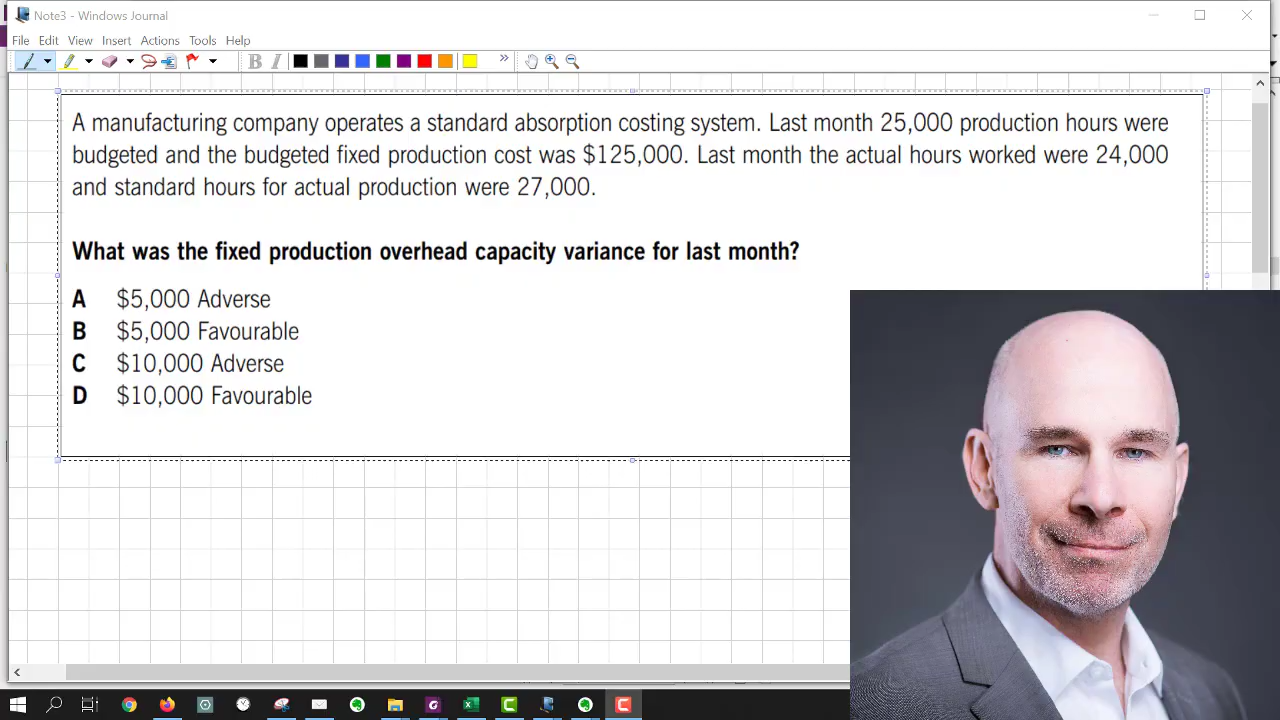 Note3 - Windows Journal
File Edit View Insert Actions Tools Help
B I
A manufacturing company operates a standard absorption costing system. Last month 25,000 production hours were
budgeted and the budgeted fixed production cost was $125,000. Last month the actual hours worked were 24,000
and standard hours for actual production were 27,000.
What was the fixed production overhead capacity variance for last month?
A $5,000 Adverse
B $5,000 Favourable
C $10,000 Adverse
D $10,000 Favourable